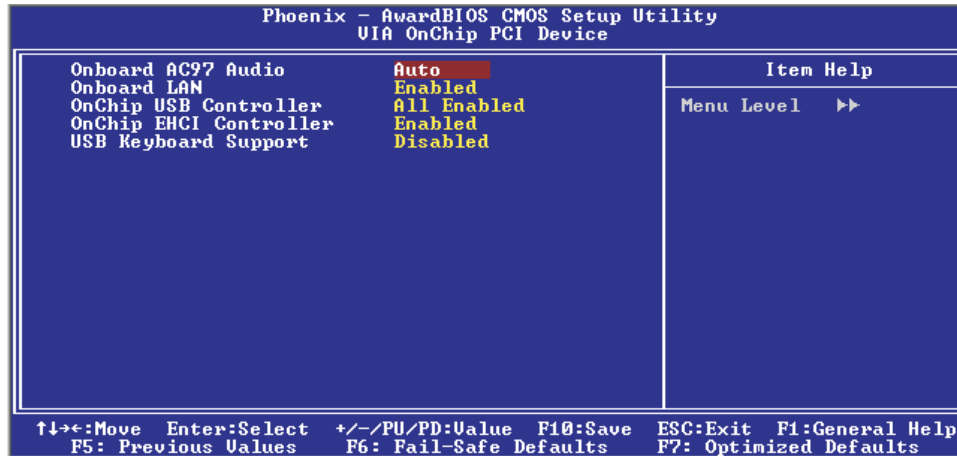 Phoenix - AwardBIOS CMOS Setup Utility
VIA OnChip PCI Device
Onboard AC97 Audio Auto
Onboard LAN Enabled
OnChip USB Controller All Enabled
OnChip EHCI Controller Enabled
USB Keyboard Support Disabled
Item Help
Menu Level ►►
↑↓→←:Move Enter:Select +/-/PU/PD:Value F10:Save ESC:Exit F1:General Help
F5: Previous Values F6: Fail-Safe Defaults F7: Optimized Defaults